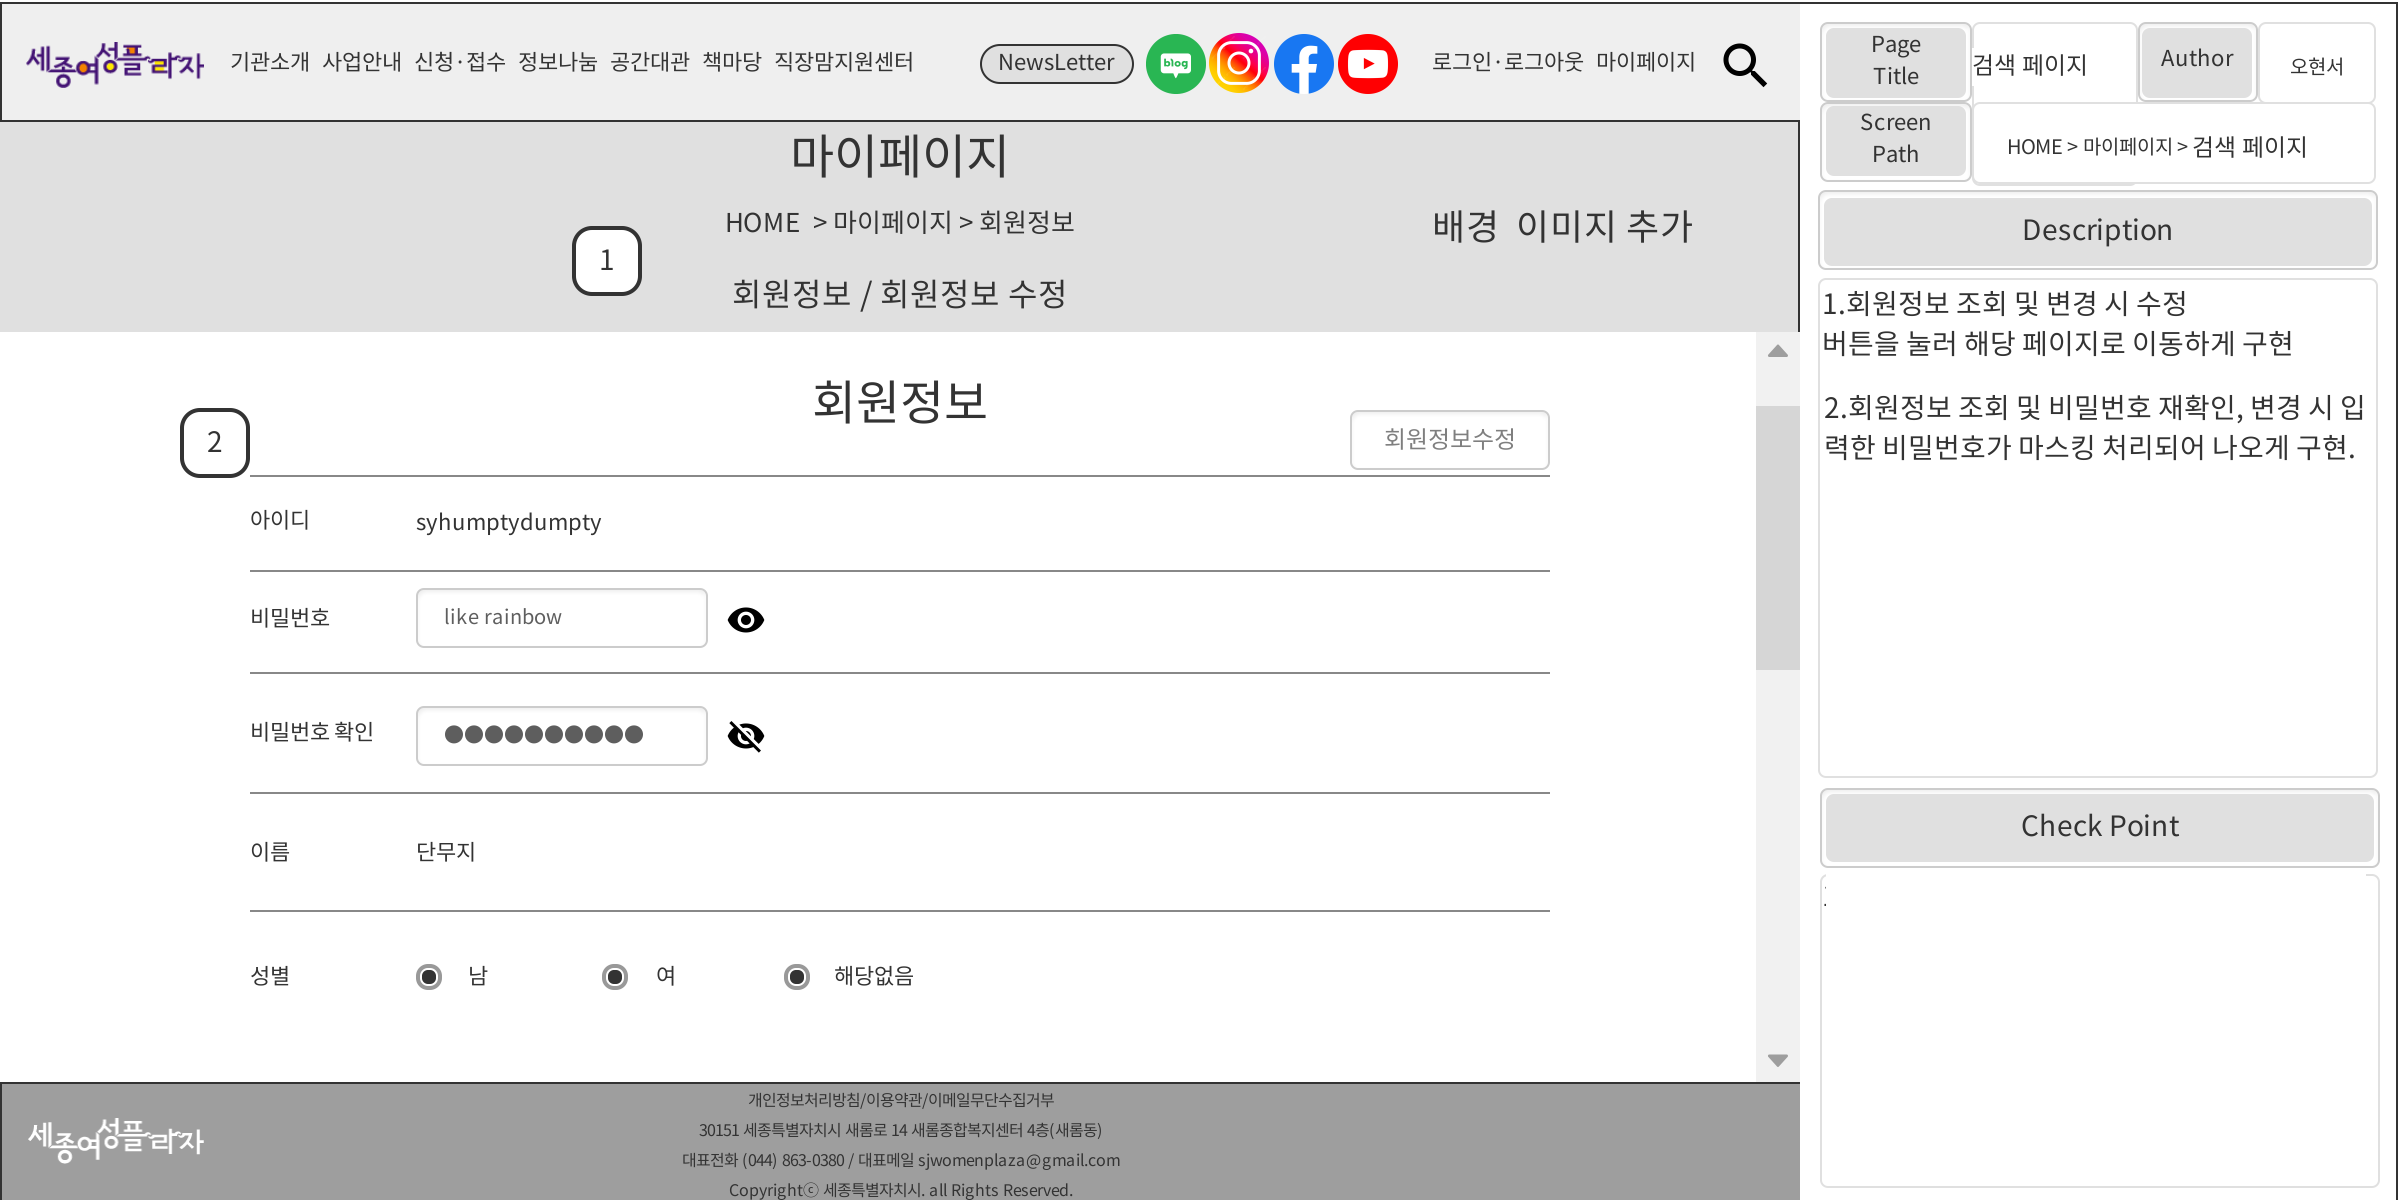 세종여성플라자
기관소개 사업안내 신청·접수 정보나눔 공간대관 책마당 직장맘지원센터
NewsLetter
blog
로그인·로그아웃 마이페이지
마이페이지
HOME > 마이페이지 > 회원정보
배경 이미지 추가
1
회원정보 / 회원정보 수정
회원정보
회원정보수정
2
아이디 syhumptydumpty
비밀번호 like rainbow
비밀번호 확인 ●●●●●●●●●●
이름 단무지
성별 남 여 해당없음
세종여성플라자
개인정보처리방침/이용약관/이메일무단수집거부
30151 세종특별자치시 새롬로 14 새롬종합복지센터 4층(새롬동)
대표전화 (044) 863-0380 / 대표메일 sjwomenplaza@gmail.com
Copyrightⓒ 세종특별자치시. all Rights Reserved.
Page
Title
검색 페이지
Author
오현서
Screen
Path
HOME > 마이페이지 > 검색 페이지
Description
1.회원정보 조회 및 변경 시 수정
버튼을 눌러 해당 페이지로 이동하게 구현
2.회원정보 조회 및 비밀번호 재확인, 변경 시 입
력한 비밀번호가 마스킹 처리되어 나오게 구현.
Check Point